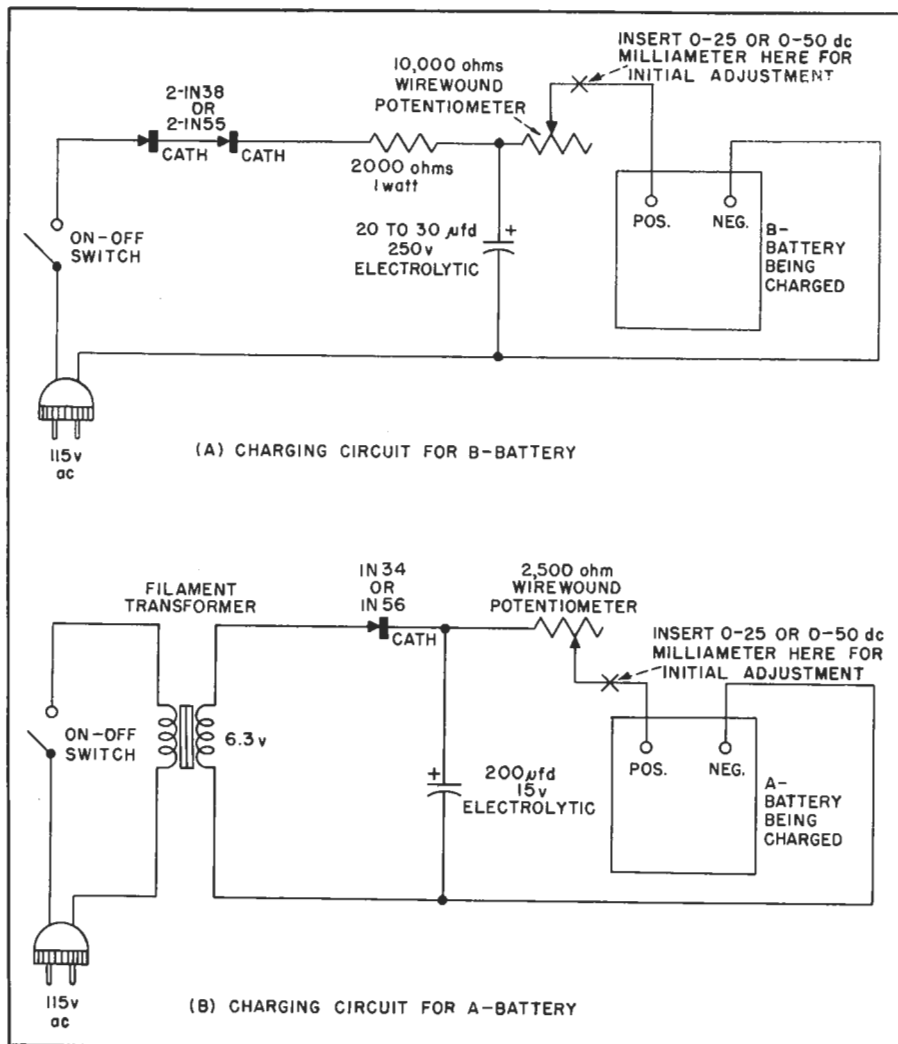 INSERT 0-25 OR 0-50 dc
MILLIAMETER HERE FOR
INITIAL ADJUSTMENT
10,000 ohms
WIREWOUND
POTENTIOMETER
2-IN38
OR
2-IN55
CATH
CATH
2000 ohms
1 watt
ON-OFF
SWITCH
20 TO 30 µfd
250v
ELECTROLYTIC
+
POS.
NEG.
B-
BATTERY
BEING
CHARGED
115v
ac
(A) CHARGING CIRCUIT FOR B-BATTERY
FILAMENT
TRANSFORMER
IN34
OR
IN56
CATH
2,500 ohm
WIREWOUND
POTENTIOMETER
INSERT 0-25 OR 0-50 dc
MILLIAMETER HERE FOR
INITIAL ADJUSTMENT
ON-OFF
SWITCH
6.3v
+
200µfd
15v
ELECTROLYTIC
POS.
NEG.
A-
BATTERY
BEING
CHARGED
115v
ac
(B) CHARGING CIRCUIT FOR A-BATTERY